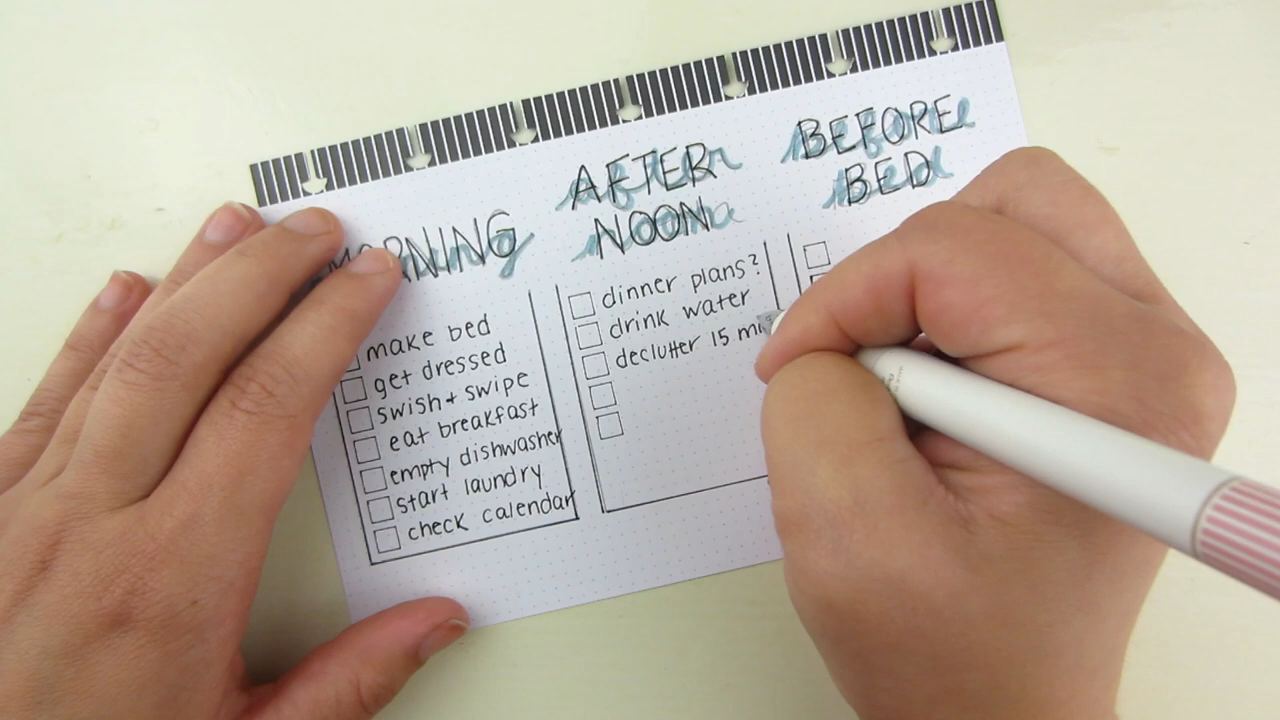 MORNING
make bed
get dressed
swish + swipe
eat breakfast
empty dishwasher
start laundry
check calendar
AFTER
NOON
dinner plans?
drink water
declutter 15
BEFORE
BED